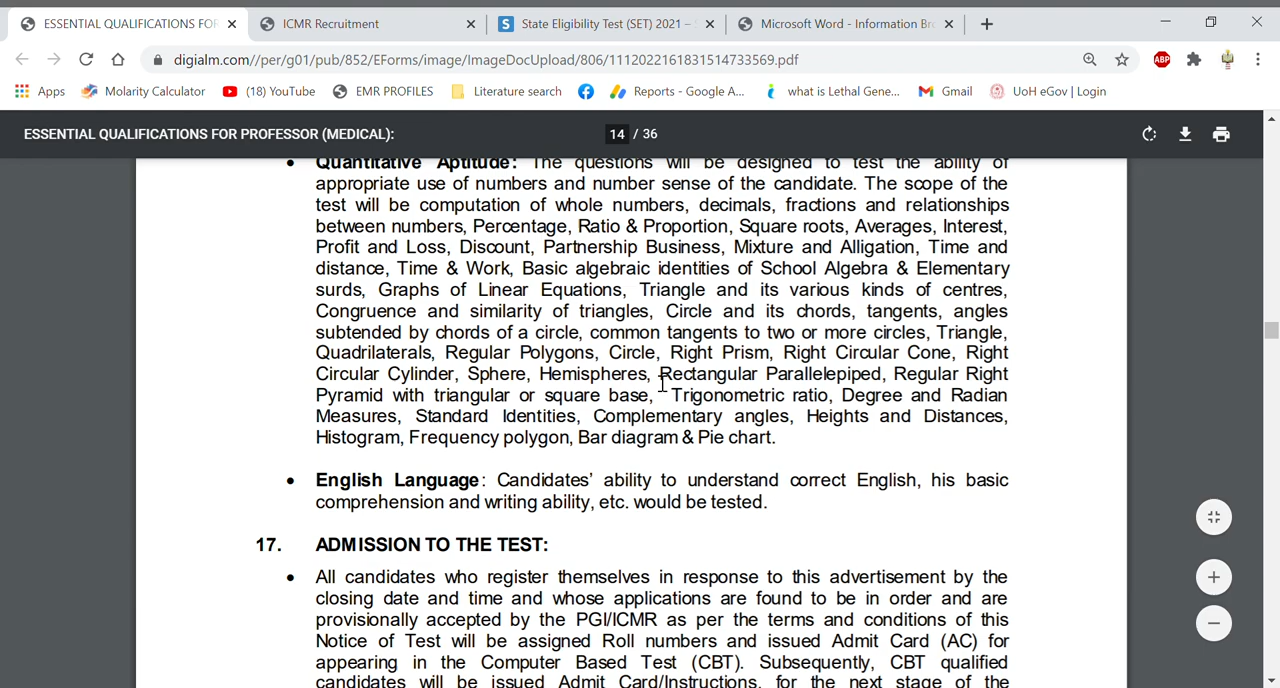 ESSENTIAL QUALIFICATIONS FOR
ICMR Recruitment
State Eligibility Test (SET) 2021 –
Microsoft Word - Information Br
digialm.com//per/g01/pub/852/EForms/image/ImageDocUpload/806/1112022161831514733569.pdf
ABP
Apps
Molarity Calculator
(18) YouTube
EMR PROFILES
Literature search
Reports - Google A...
what is Lethal Gene...
Gmail
UoH eGov | Login
ESSENTIAL QUALIFICATIONS FOR PROFESSOR (MEDICAL):
14 / 36
• Quantitative Aptitude: The questions will be designed to test the ability of
appropriate use of numbers and number sense of the candidate. The scope of the
test will be computation of whole numbers, decimals, fractions and relationships
between numbers, Percentage, Ratio & Proportion, Square roots, Averages, Interest,
Profit and Loss, Discount, Partnership Business, Mixture and Alligation, Time and
distance, Time & Work, Basic algebraic identities of School Algebra & Elementary
surds, Graphs of Linear Equations, Triangle and its various kinds of centres,
Congruence and similarity of triangles, Circle and its chords, tangents, angles
subtended by chords of a circle, common tangents to two or more circles, Triangle,
Quadrilaterals, Regular Polygons, Circle, Right Prism, Right Circular Cone, Right
Circular Cylinder, Sphere, Hemispheres, Rectangular Parallelepiped, Regular Right
Pyramid with triangular or square base, Trigonometric ratio, Degree and Radian
Measures, Standard Identities, Complementary angles, Heights and Distances,
Histogram, Frequency polygon, Bar diagram & Pie chart.
• English Language: Candidates' ability to understand correct English, his basic
comprehension and writing ability, etc. would be tested.
17. ADMISSION TO THE TEST:
• All candidates who register themselves in response to this advertisement by the
closing date and time and whose applications are found to be in order and are
provisionally accepted by the PGI/ICMR as per the terms and conditions of this
Notice of Test will be assigned Roll numbers and issued Admit Card (AC) for
appearing in the Computer Based Test (CBT). Subsequently, CBT qualified
candidates will be issued Admit Card/Instructions, for the next stage of the